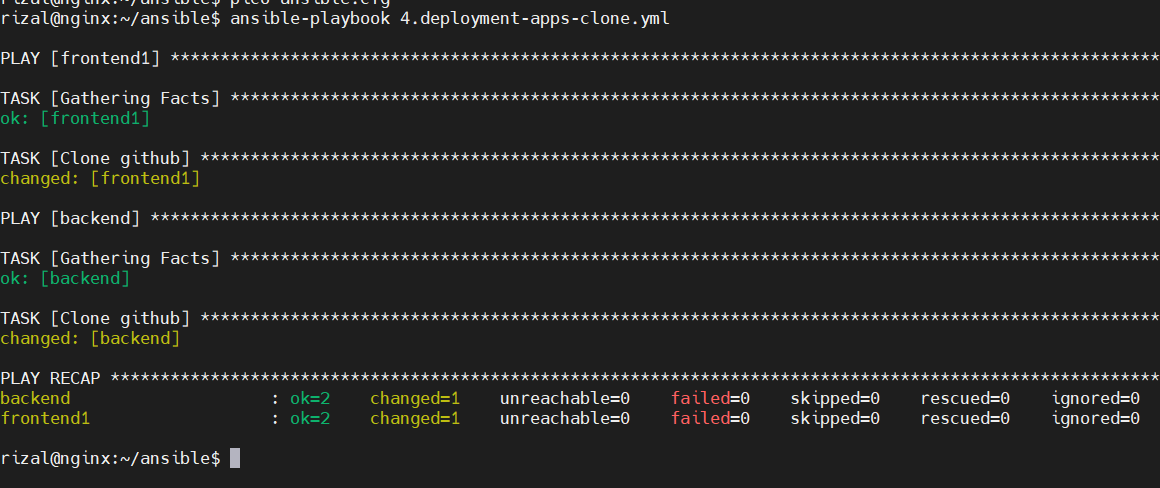 rizal@nginx:~/ansible$ pico ansible.cfg
rizal@nginx:~/ansible$ ansible-playbook 4.deployment-apps-clone.yml
PLAY [frontend1] ***************************************************************************************************
TASK [Gathering Facts] *********************************************************************************************
ok: [frontend1]
TASK [Clone github] ************************************************************************************************
changed: [frontend1]
PLAY [backend] *****************************************************************************************************
TASK [Gathering Facts] *********************************************************************************************
ok: [backend]
TASK [Clone github] ************************************************************************************************
changed: [backend]
PLAY RECAP *********************************************************************************************************
backend                    : ok=2    changed=1    unreachable=0    failed=0    skipped=0    rescued=0    ignored=0
frontend1                  : ok=2    changed=1    unreachable=0    failed=0    skipped=0    rescued=0    ignored=0
rizal@nginx:~/ansible$